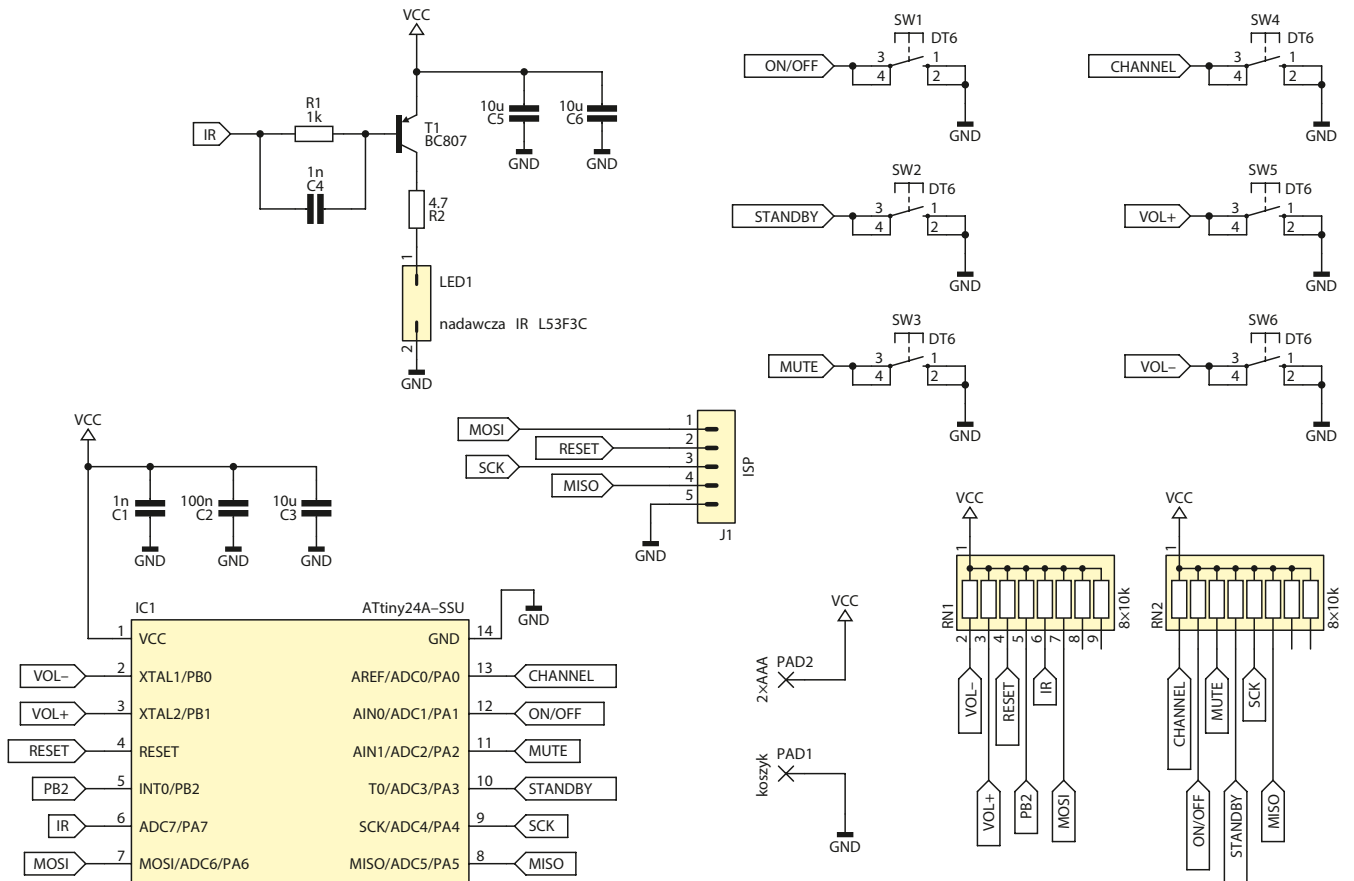 VCC
R1
1k
IR
1n
C4
T1
BC807
10u
C5
GND
10u
C6
GND
4.7
R2
1
LED1
nadawcza IR L53F3C
2
GND
SW1
DT6
ON/OFF
3
4
1
2
GND
SW4
DT6
CHANNEL
3
4
1
2
GND
SW2
DT6
STANDBY
3
4
1
2
GND
SW5
DT6
VOL+
3
4
1
2
GND
SW3
DT6
MUTE
3
4
1
2
GND
SW6
DT6
VOL–
3
4
1
2
GND
MOSI
RESET
SCK
MISO
1
2
3
4
5
ISP
J1
GND
VCC
1n
C1
GND
100n
C2
GND
10u
C3
GND
IC1
ATtiny24A–SSU
1
VCC
GND
14
GND
VOL–
2
XTAL1/PB0
AREF/ADC0/PA0
13
CHANNEL
VOL+
3
XTAL2/PB1
AIN0/ADC1/PA1
12
ON/OFF
RESET
4
RESET
AIN1/ADC2/PA2
11
MUTE
PB2
5
INT0/PB2
T0/ADC3/PA3
10
STANDBY
IR
6
ADC7/PA7
SCK/ADC4/PA4
9
SCK
MOSI
7
MOSI/ADC6/PA6
MISO/ADC5/PA5
8
MISO
VCC
2×AAA
PAD2
koszyk
PAD1
GND
VCC
1
RN1
8×10k
2
3
4
5
6
7
8
9
VOL–
VOL+
RESET
PB2
IR
MOSI
VCC
1
RN2
8×10k
CHANNEL
ON/OFF
MUTE
STANDBY
SCK
MISO